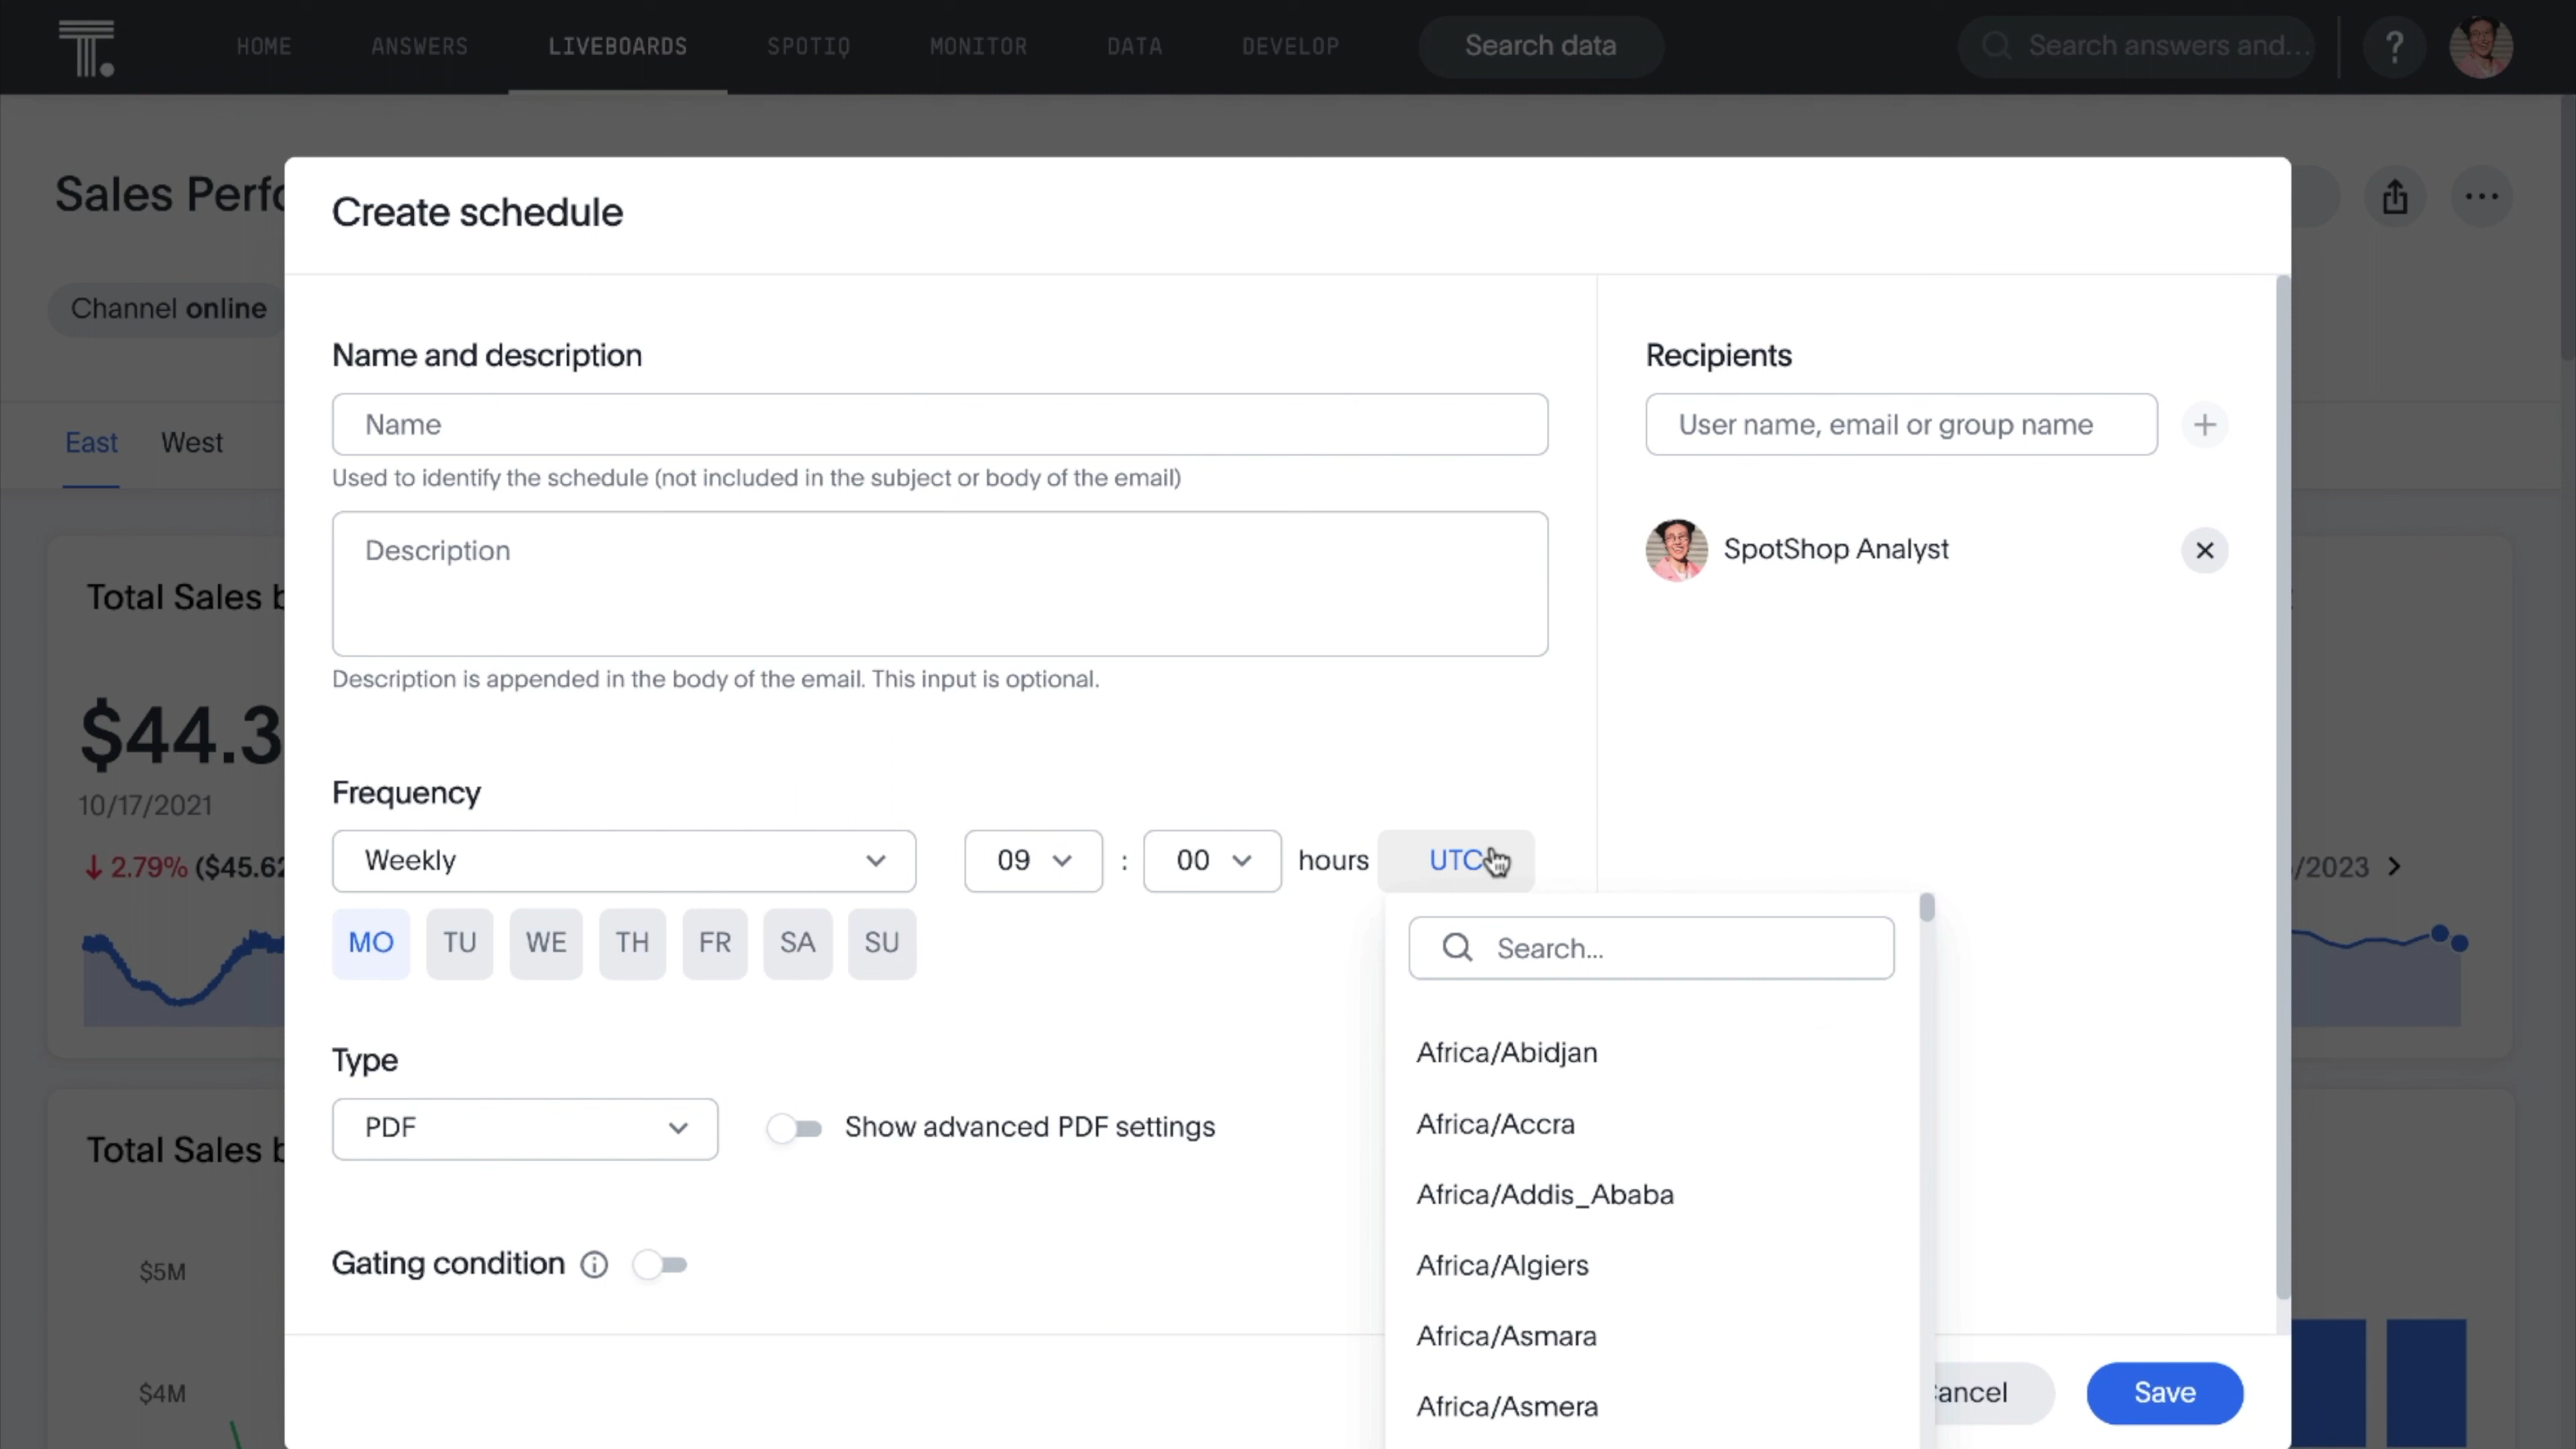 HOME ANSWERS LIVEBOARDS SPOTIQ MONITOR DATA DEVELOP Search data Search answers and... ?
Sales Perfo
Create schedule
Channel online
Name and description
Recipients
Name
User name, email or group name
East West
Used to identify the schedule (not included in the subject or body of the email)
Description
SpotShop Analyst
Total Sales b
Description is appended in the body of the email. This input is optional.
$44.3
10/17/2021
Frequency
2.79% ($45.62
Weekly 09 : 00 hours UTC
/2023
MO TU WE TH FR SA SU
Search...
Type
Africa/Abidjan
PDF Show advanced PDF settings
Africa/Accra
Total Sales b
Africa/Addis_Ababa
Gating condition
Africa/Algiers
$5M
Africa/Asmara
$4M
Africa/Asmera
ancel Save